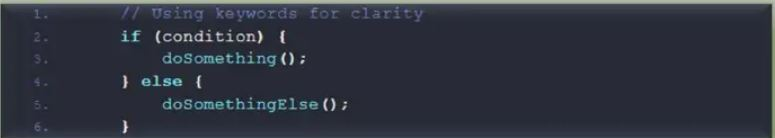 1. // Using keywords for clarity
2. if (condition) {
3. doSomething();
4. } else {
5. doSomethingElse();
6. }